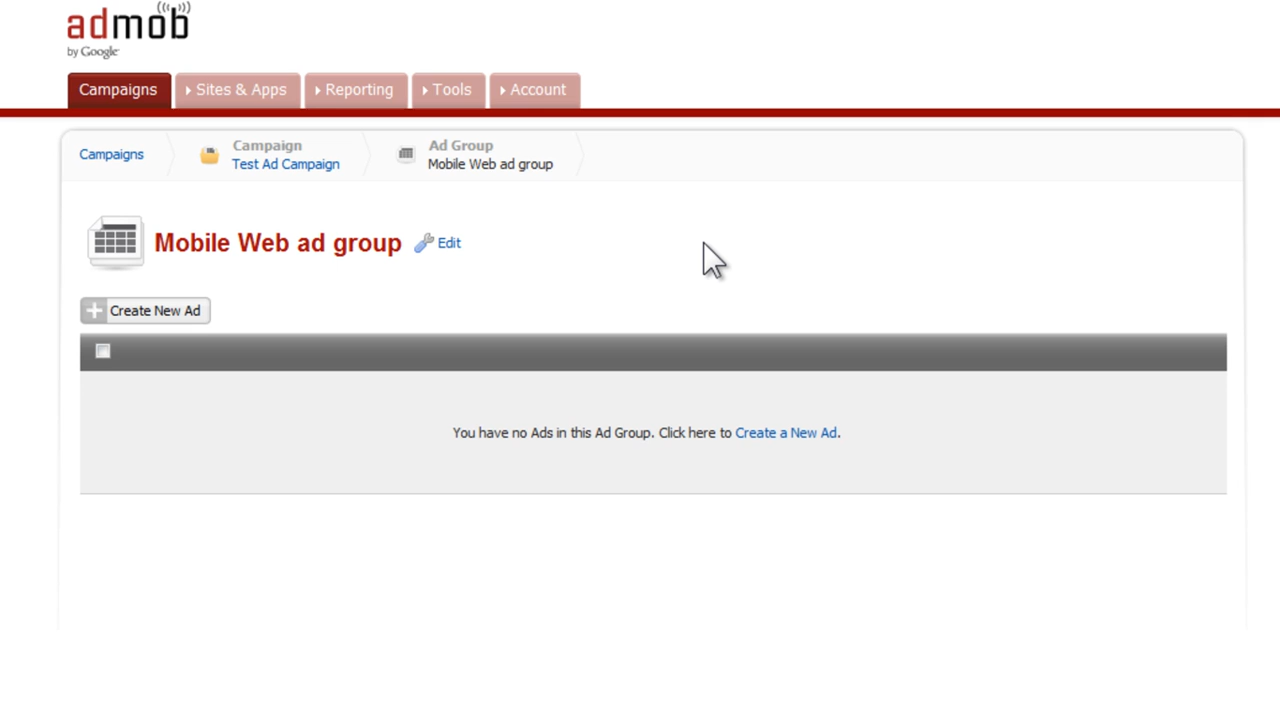 admob
by Google
Campaigns Sites & Apps Reporting Tools Account
Campaigns Campaign Ad Group
Test Ad Campaign Mobile Web ad group
Mobile Web ad group Edit
Create New Ad
You have no Ads in this Ad Group. Click here to Create a New Ad.